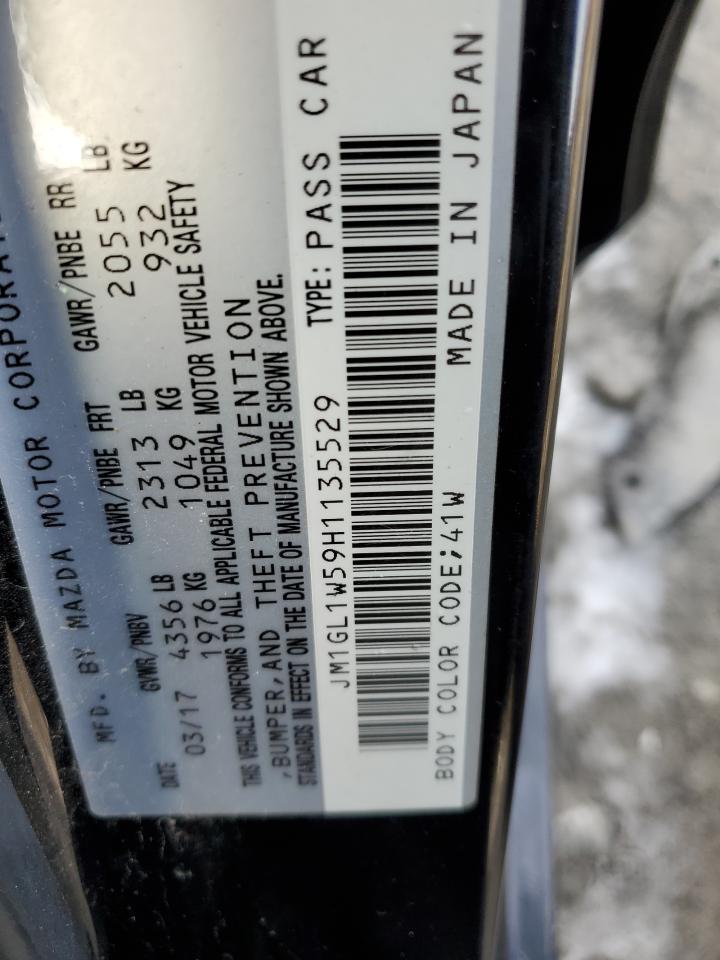 MFD. BY MAZDA MOTOR CORPORAT
DATE GVWR/PNBV GAWR/PNBE FRT GAWR/PNBE RR
03/17 4356 LB 2313 LB 2055 LB
1976 KG 1049 KG 932 KG
THIS VEHICLE CONFORMS TO ALL APPLICABLE FEDERAL MOTOR VEHICLE SAFETY
,BUMPER,AND THEFT PREVENTION
STANDARDS IN EFFECT ON THE DATE OF MANUFACTURE SHOWN ABOVE.
JM1GL1W59H1135529 TYPE: PASS CAR
BODY COLOR CODE;41W MADE IN JAPAN